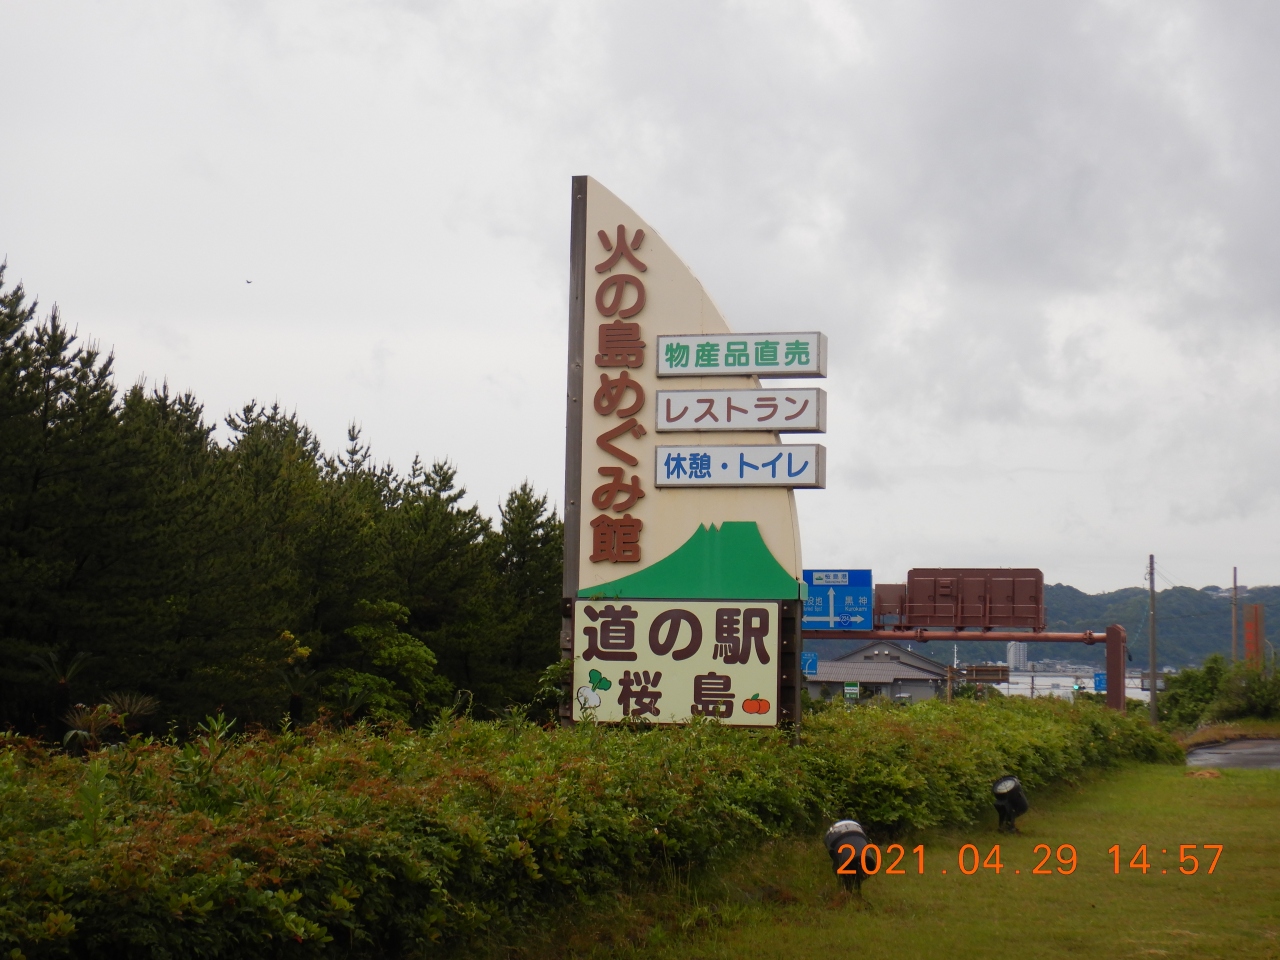 火の島めぐみ館
物産品直売
レストラン
休憩・トイレ
道の駅
桜島
黒神
Kurokami
2021.04.29 14:57